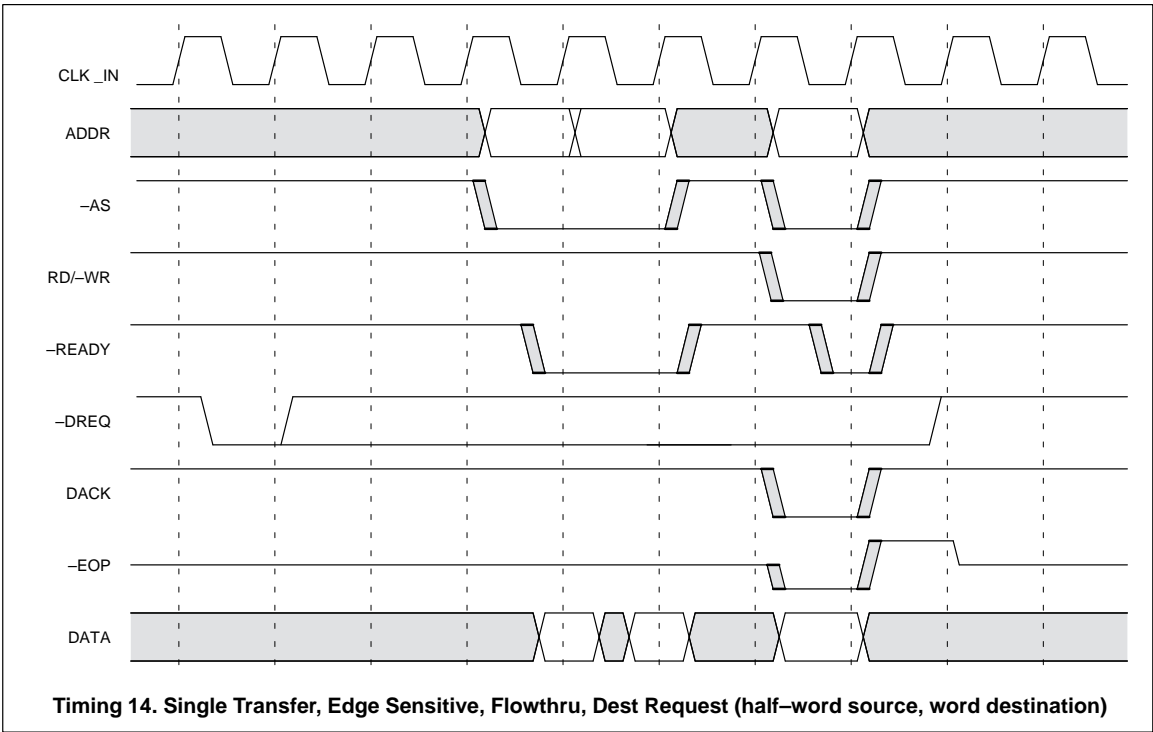 CLK _IN
ADDR
–AS
RD/–WR
–READY
–DREQ
DACK
–EOP
DATA
Timing 14. Single Transfer, Edge Sensitive, Flowthru, Dest Request (half–word source, word destination)